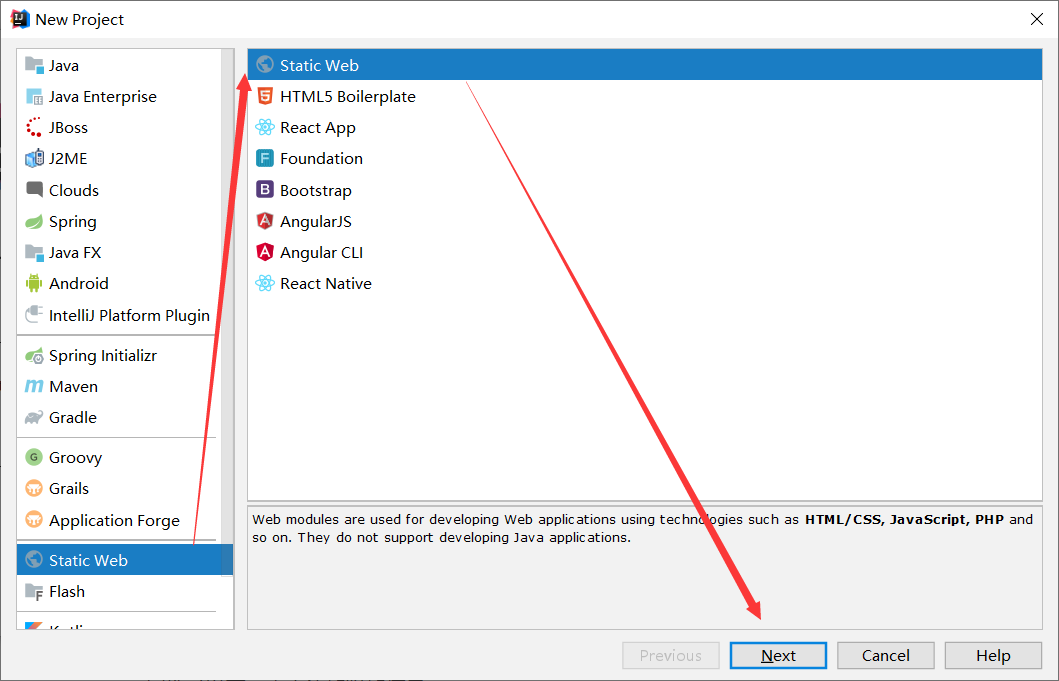 New Project
Java
Java Enterprise
JBoss
J2ME
Clouds
Spring
Java FX
Android
IntelliJ Platform Plugin
Spring Initializr
Maven
Gradle
Groovy
Grails
Application Forge
Static Web
Flash
Static Web
HTML5 Boilerplate
React App
Foundation
Bootstrap
AngularJS
Angular CLI
React Native
Web modules are used for developing Web applications using technologies such as HTML/CSS, JavaScript, PHP and
so on. They do not support developing Java applications.
Previous
Next
Cancel
Help